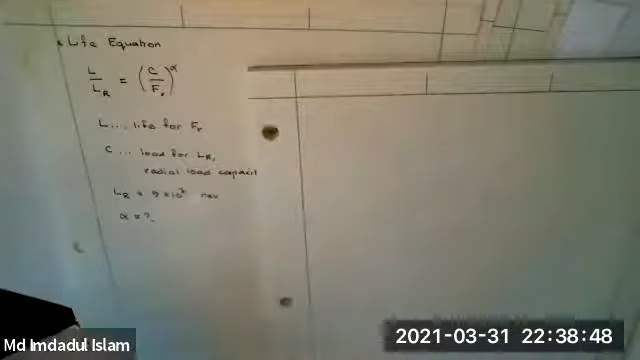 Life Equation
L/L_R = (C/F_r)^α
L... life for F_r
C... load for L_R,
radial load capacit
L_R = 9 × 10^7 rev
α = ?
Md Imdadul Islam
2021-03-31 22:38:48